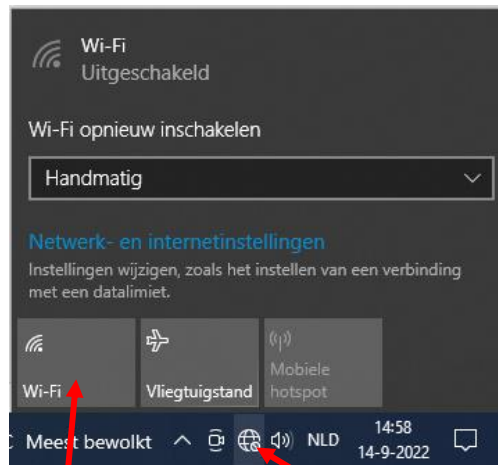 Wi-Fi
Uitgeschakeld
Wi-Fi opnieuw inschakelen
Handmatig
Netwerk- en internetinstellingen
Instellingen wijzigen, zoals het instellen van een verbinding
met een datalimiet.
Wi-Fi
Vliegtuigstand
Mobiele
hotspot
Meest bewolkt
NLD
14:58
14-9-2022